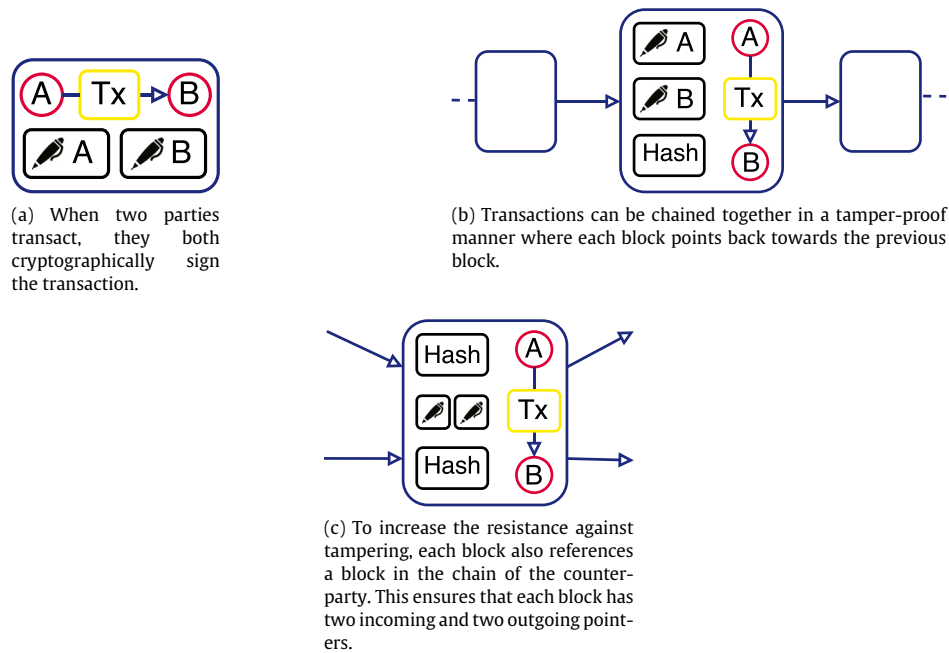 A Tx B
A B
(a) When two parties
transact, they both
cryptographically sign
the transaction.
A A
B Tx
Hash B
(b) Transactions can be chained together in a tamper-proof
manner where each block points back towards the previous
block.
Hash A
Tx
Hash B
(c) To increase the resistance against
tampering, each block also references
a block in the chain of the counter-
party. This ensures that each block has
two incoming and two outgoing point-
ers.